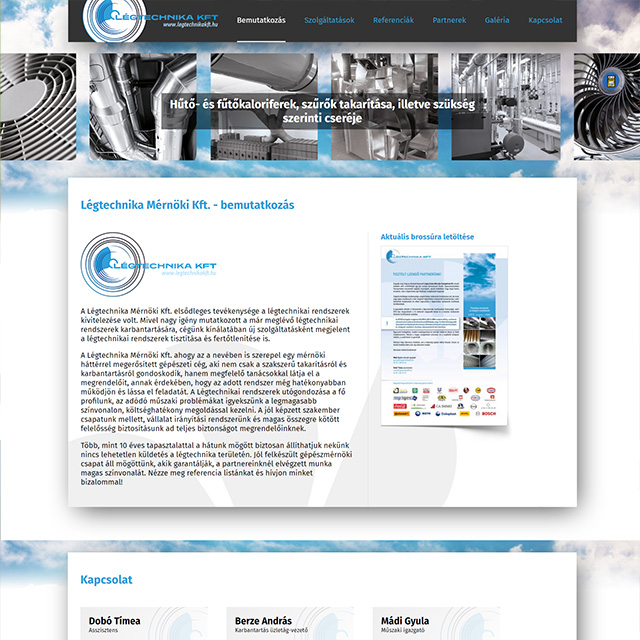 LÉGTECHNIKA KFT
www.legtechnikakft.hu
Bemutatkozás
Szolgáltatások
Referenciák
Partnerek
Galéria
Kapcsolat
Hűtő- és fűtőkaloriferek, szűrők takarítása, illetve szükség
szerinti cseréje
Légtechnika Mérnöki Kft. - bemutatkozás
LÉGTECHNIKA KFT
www.legtechnikakft.hu
A Légtechnika Mérnöki Kft. elsődleges tevékenysége a légtechnikai rendszerek
kivitelezése volt. Mivel nagy igény mutatkozott a már meglévő légtechnikai
rendszerek karbantartására, cégünk kínálatában új szolgáltatásként megjelent
a légtechnikai rendszerek tisztítása és fertőtlenítése is.
A Légtechnika Mérnöki Kft. ahogy az a nevében is szerepel egy mérnöki
háttérrel megerősített gépészeti cég, aki nem csak a szakszerű takarításról és
karbantartásról gondoskodik, hanem megfelelő tanácsokkal látja el a
megrendelőit, annak érdekében, hogy az adott rendszer még hatékonyabban
működjön és lássa el feladatát. A Légtechnikai rendszerek utógondozása a fő
profilunk, az adódó műszaki problémákat igyekszünk a legmagasabb
színvonalon, költséghatékony megoldással kezelni. A jól képzett szakember
csapatunk mellett, vállalat irányítási rendszerünk és magas összegre kötött
felelősség biztosításunk ad teljes biztonságot megrendelőinknek.
Több, mint 10 éves tapasztalattal a hátunk mögött biztosan állíthatjuk nekünk
nincs lehetetlen küldetés a légtechnika területén. Jól felkészült gépészmérnöki
csapat áll mögöttünk, akik garantálják, a partnereinknél elvégzett munka
magas színvonalát. Nézze meg referencia listánkat és hívjon minket
bizalommal!
Aktuális brossúra letöltése
LÉGTECHNIKA KFT
BOSCH
Kapcsolat
Dobó Tímea
Asszisztens
Berze András
Karbantartás üzletág-vezető
Mádi Gyula
Műszaki igazgató